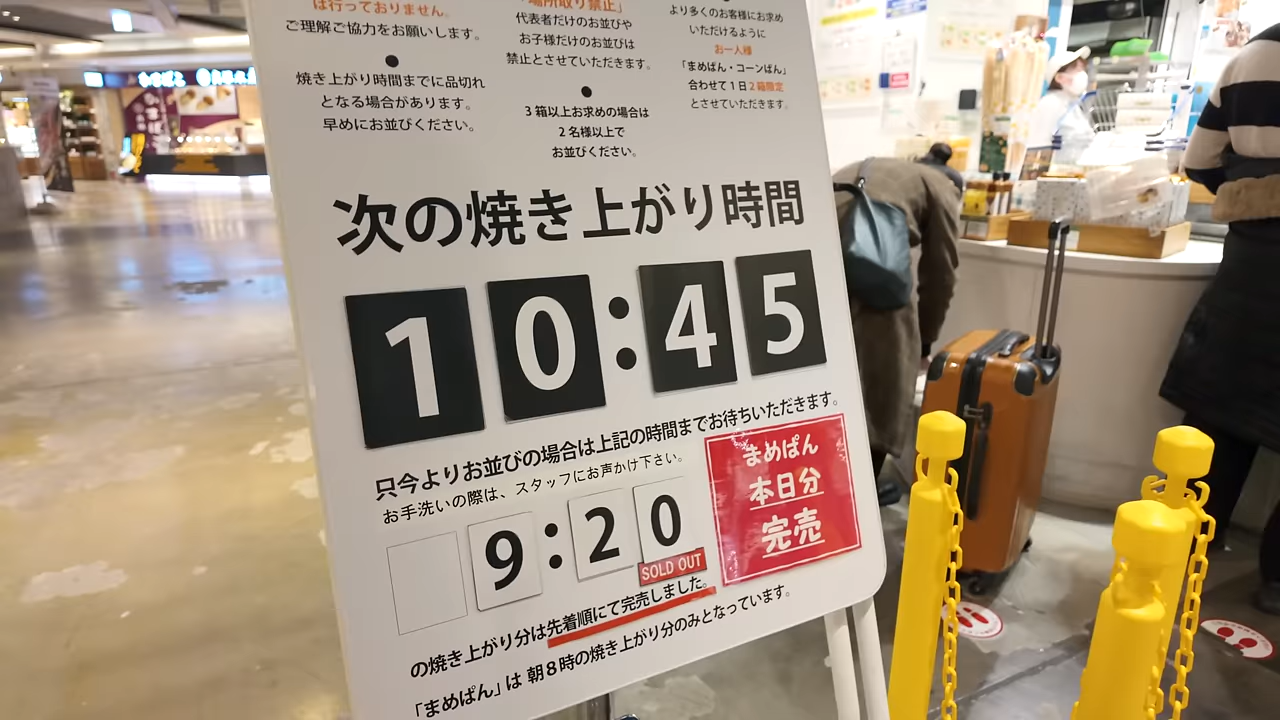 は行っておりません。
ご理解ご協力をお願いします。
●
焼き上がり時間までに品切れ
となる場合があります。
早めにお並びください。
「場所取り禁止」
代表者だけのお並びや
お子様だけのお並びは
禁止とさせていただきます。
●
3箱以上お求めの場合は
2名様以上で
お並びください。
より多くのお客様にお求め
いただけるように
お一人様
「まめぱん・コーンぱん」
合わせて1日2箱限定
とさせていただきます。
次の焼き上がり時間
10:45
只今よりお並びの場合は上記の時間までお待ちいただきます。
お手洗いの際は、スタッフにお声かけ下さい。
9:20
SOLD OUT
まめぱん
本日分
完売
の焼き上がり分は先着順にて完売しました。
「まめぱん」は 朝8時の焼き上がり分のみとなっています。